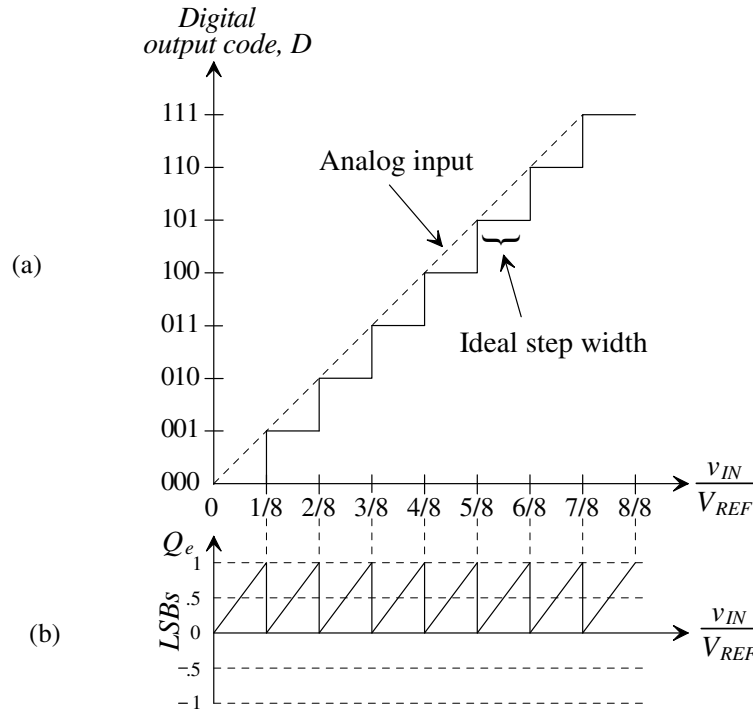 Digital
output code, D
111
110
Analog input
101
(a)
100
011
Ideal step width
010
001
000
0 1/8 2/8 3/8 4/8 5/8 6/8 7/8 8/8
v_IN
V_REF
Q_e
1
LSBs
.5
(b)
0
v_IN
V_REF
-.5
-1